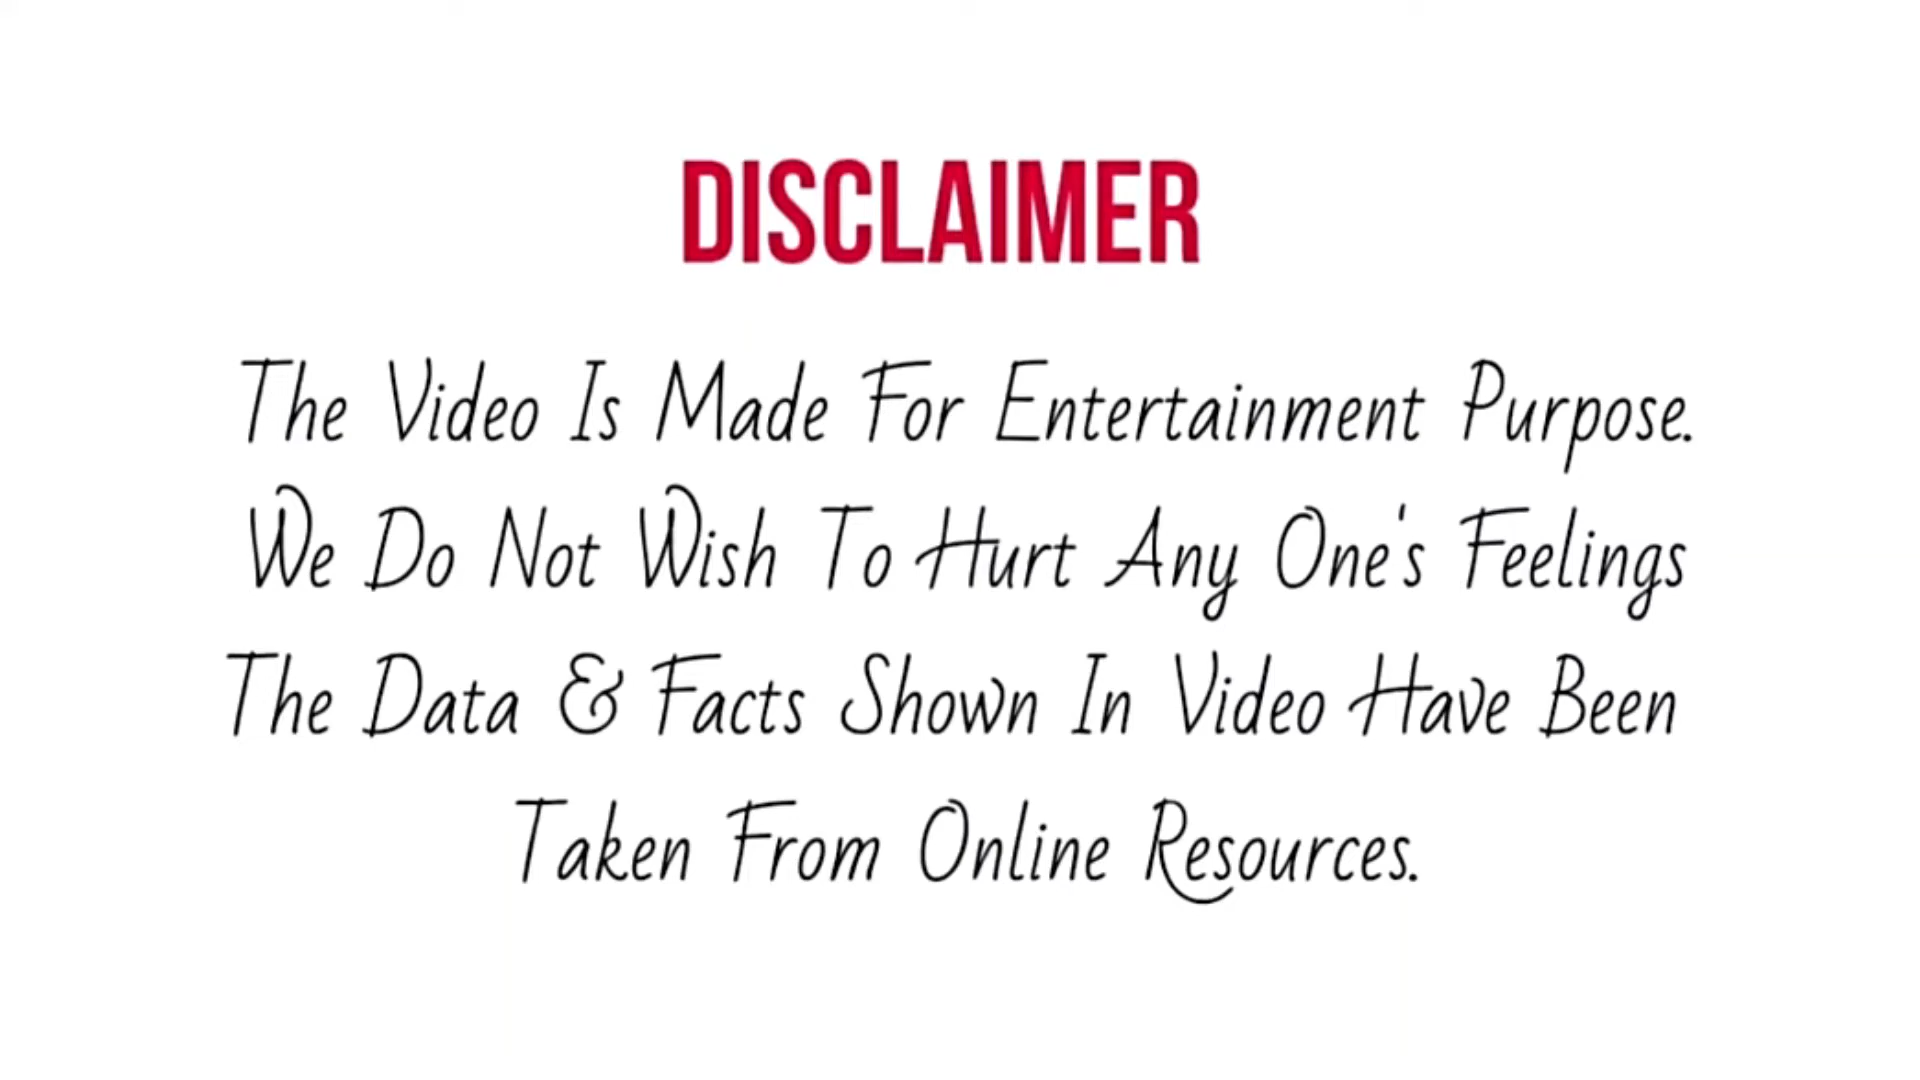 DISCLAIMER
The Video Is Made For Entertainment Purpose.
We Do Not Wish To Hurt Any One's Feelings
The Data & Facts Shown In Video Have Been
Taken From Online Resources.